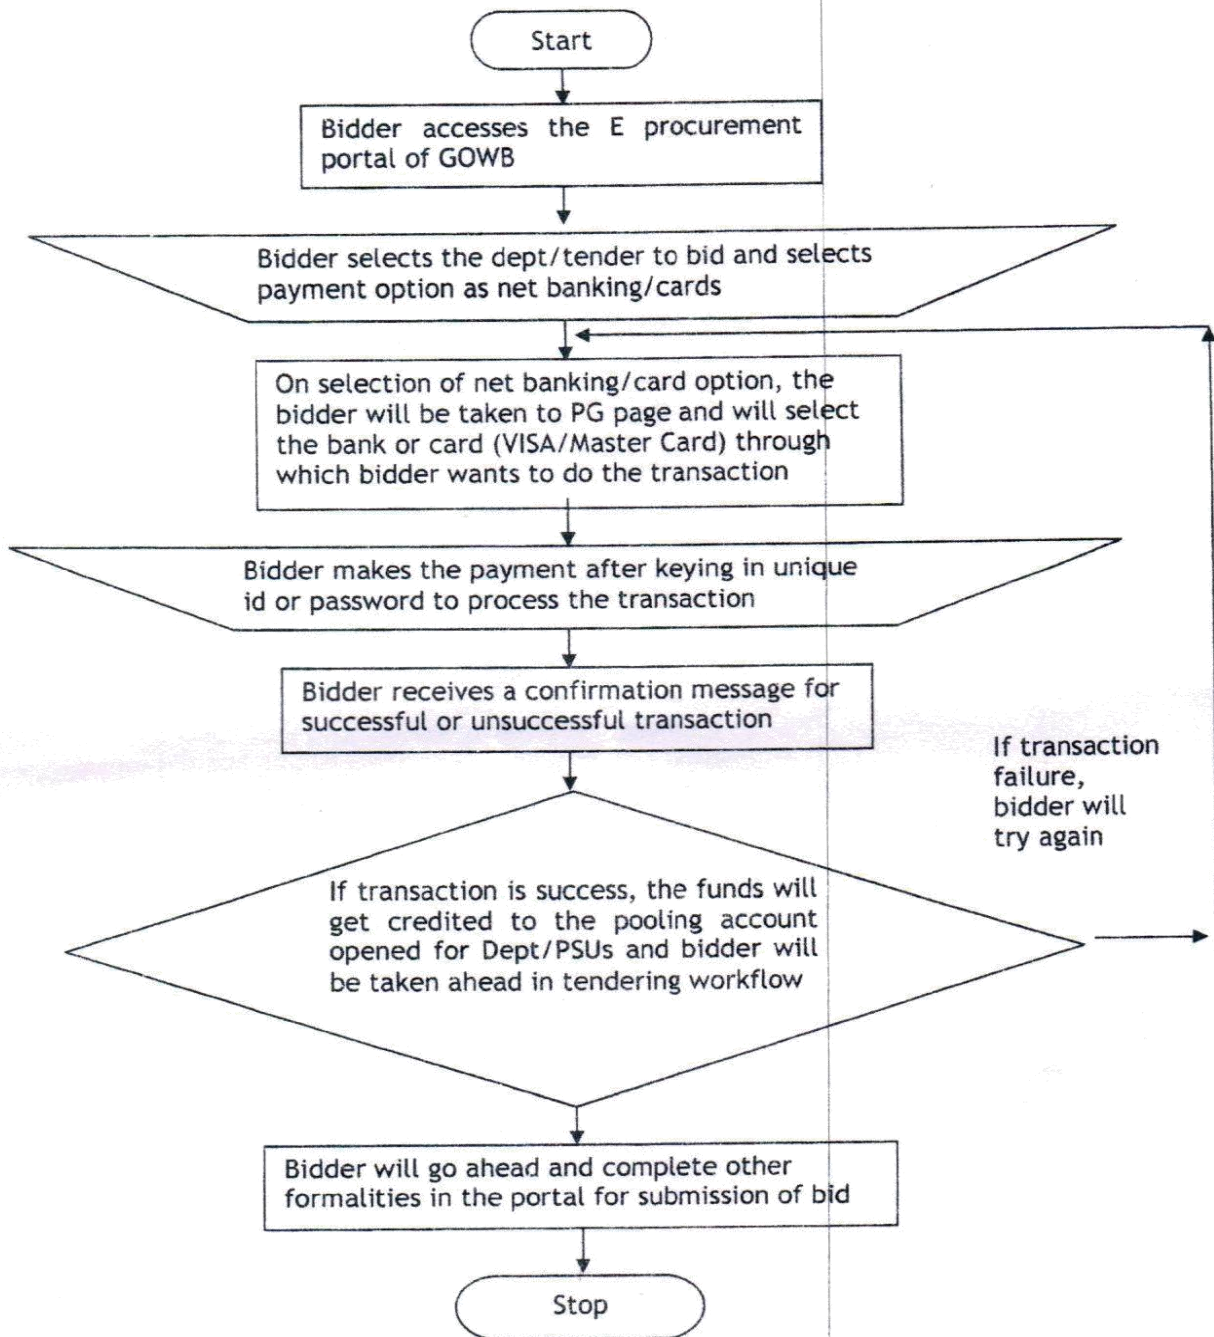 Start
Bidder accesses the E procurement
portal of GOWB
Bidder selects the dept/tender to bid and selects
payment option as net banking/cards
On selection of net banking/card option, the
bidder will be taken to PG page and will select
the bank or card (VISA/Master Card) through
which bidder wants to do the transaction
Bidder makes the payment after keying in unique
id or password to process the transaction
Bidder receives a confirmation message for
successful or unsuccessful transaction
If transaction
failure,
bidder will
try again
If transaction is success, the funds will
get credited to the pooling account
opened for Dept/PSUs and bidder will
be taken ahead in tendering workflow
Bidder will go ahead and complete other
formalities in the portal for submission of bid
Stop